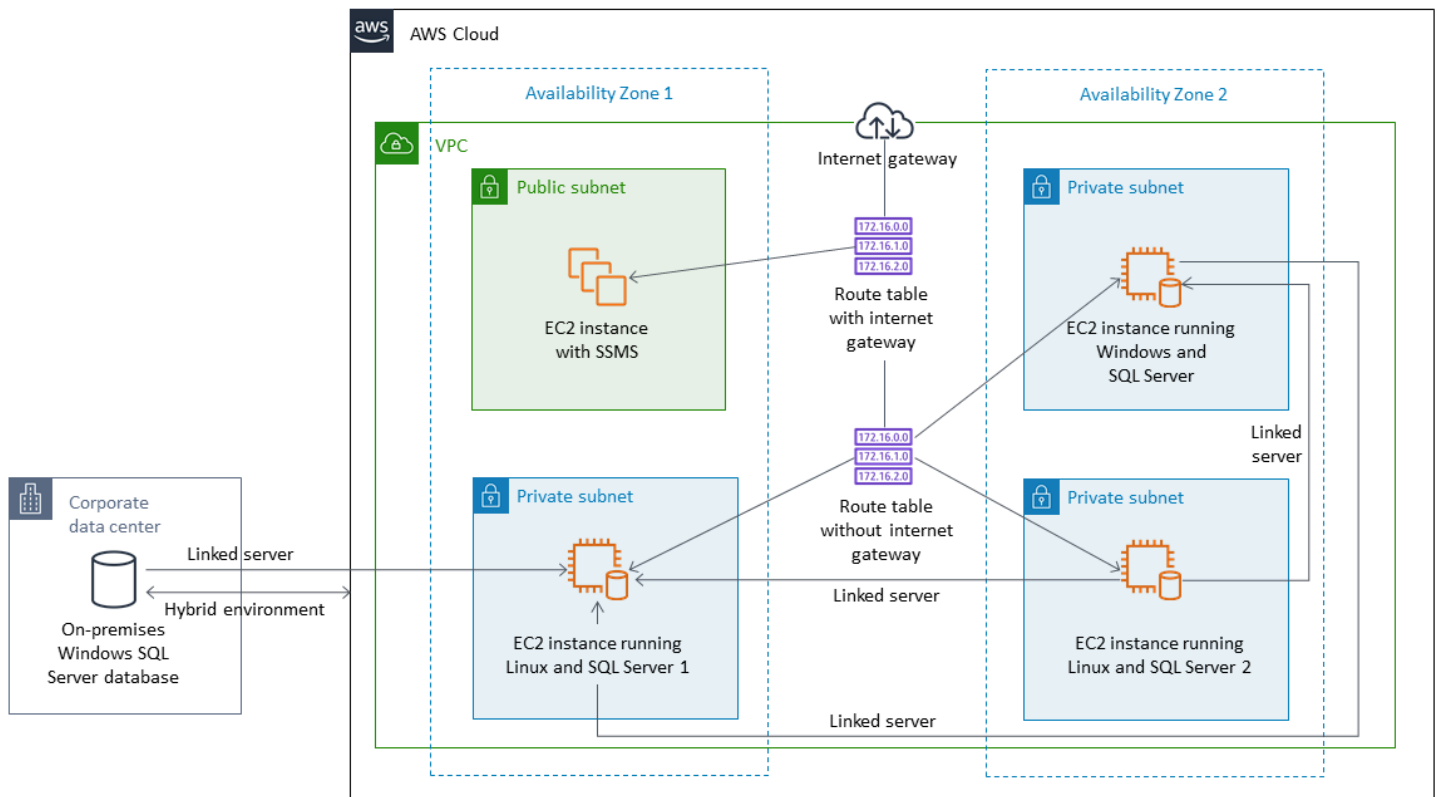 aws
AWS Cloud
Availability Zone 1
Availability Zone 2
VPC
Internet gateway
Public subnet
Private subnet
172.16.0.0
172.16.1.0
172.16.2.0
Route table
with internet
gateway
EC2 instance
with SSMS
EC2 instance running
Windows and
SQL Server
172.16.0.0
172.16.1.0
172.16.2.0
Linked
server
Route table
without internet
gateway
Corporate
data center
Private subnet
Private subnet
Linked server
Hybrid environment
Linked server
On-premises
Windows SQL
Server database
EC2 instance running
Linux and SQL Server 1
EC2 instance running
Linux and SQL Server 2
Linked server